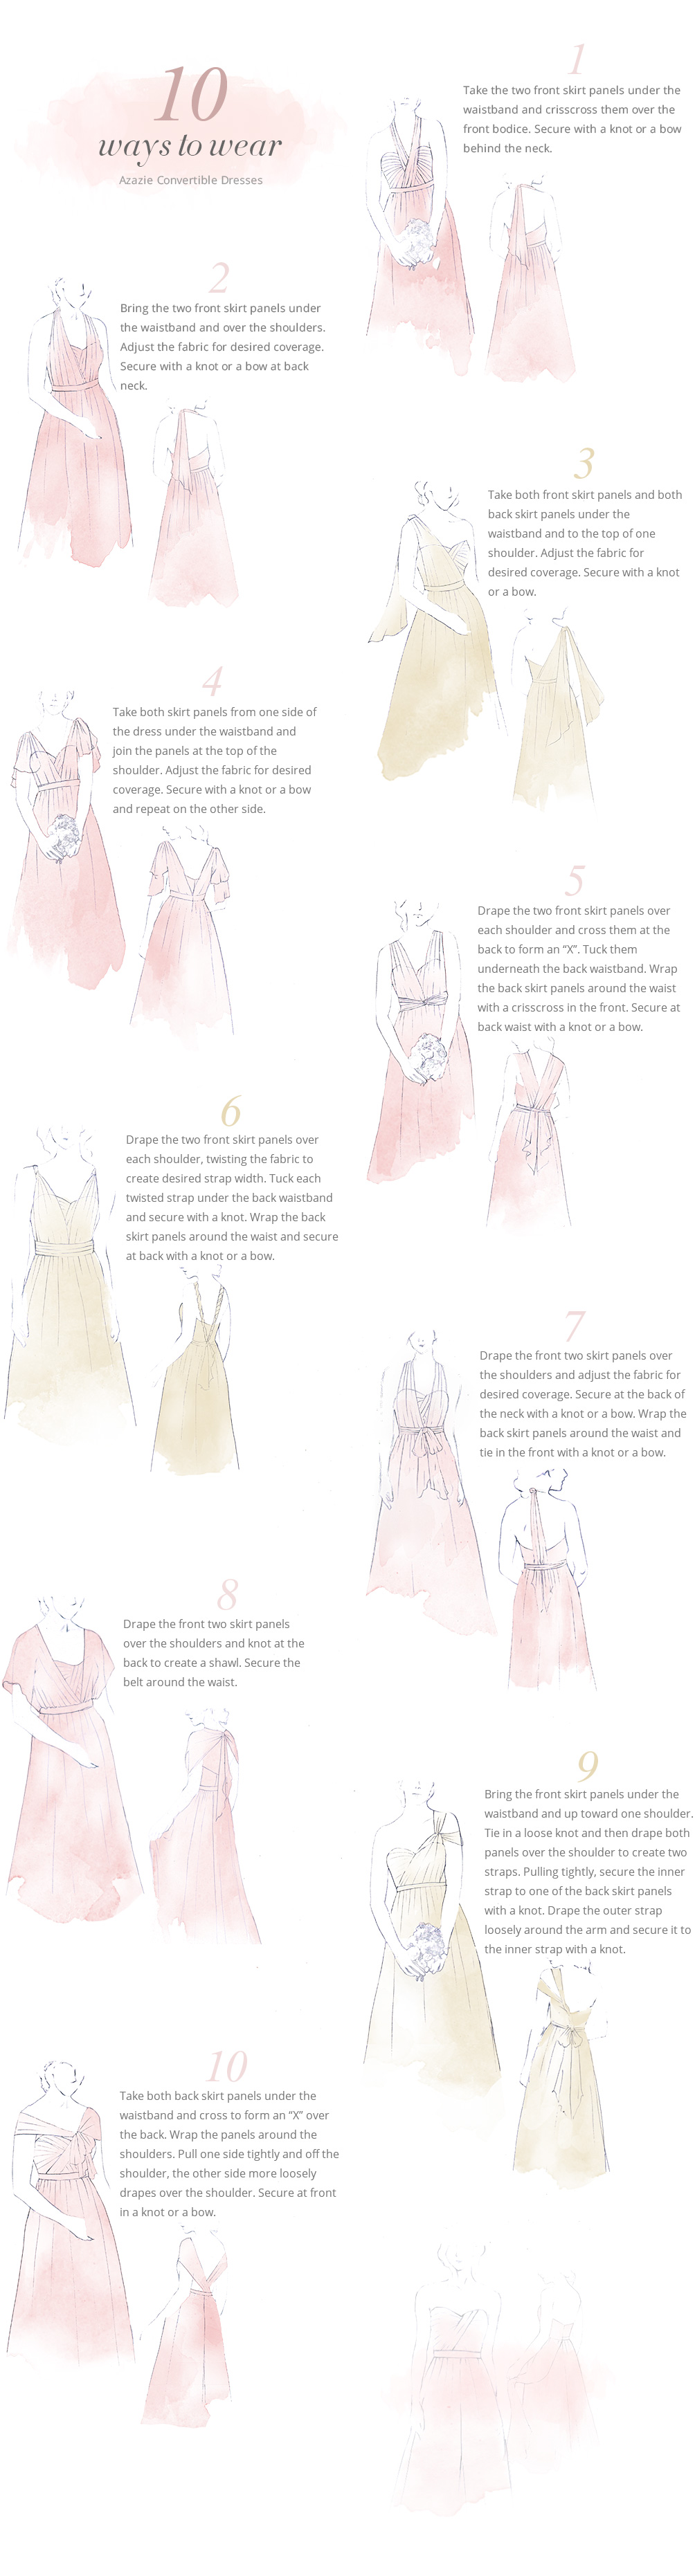 10
ways to wear
Azazie Convertible Dresses
1
Take the two front skirt panels under the
waistband and crisscross them over the
front bodice. Secure with a knot or a bow
behind the neck.
2
Bring the two front skirt panels under
the waistband and over the shoulders.
Adjust the fabric for desired coverage.
Secure with a knot or a bow at back
neck.
3
Take both front skirt panels and both
back skirt panels under the
waistband and to the top of one
shoulder. Adjust the fabric for
desired coverage. Secure with a knot
or a bow.
4
Take both skirt panels from one side of
the dress under the waistband and
join the panels at the top of the
shoulder. Adjust the fabric for desired
coverage. Secure with a knot or a bow
and repeat on the other side.
5
Drape the two front skirt panels over
each shoulder and cross them at the
back to form an “X”. Tuck them
underneath the back waistband. Wrap
the back skirt panels around the waist
with a crisscross in the front. Secure at
back waist with a knot or a bow.
6
Drape the two front skirt panels over
each shoulder, twisting the fabric to
create desired strap width. Tuck each
twisted strap under the back waistband
and secure with a knot. Wrap the back
skirt panels around the waist and secure
at back with a knot or a bow.
7
Drape the front two skirt panels over
the shoulders and adjust the fabric for
desired coverage. Secure at the back of
the neck with a knot or a bow. Wrap the
back skirt panels around the waist and
tie in the front with a knot or a bow.
8
Drape the front two skirt panels
over the shoulders and knot at the
back to create a shawl. Secure the
belt around the waist.
9
Bring the front skirt panels under the
waistband and up toward one shoulder.
Tie in a loose knot and then drape both
panels over the shoulder to create two
straps. Pulling tightly, secure the inner
strap to one of the back skirt panels
with a knot. Drape the outer strap
loosely around the arm and secure it to
the inner strap with a knot.
10
Take both back skirt panels under the
waistband and cross to form an “X” over
the back. Wrap the panels around the
shoulders. Pull one side tightly and off the
shoulder, the other side more loosely
drapes over the shoulder. Secure at front
in a knot or a bow.